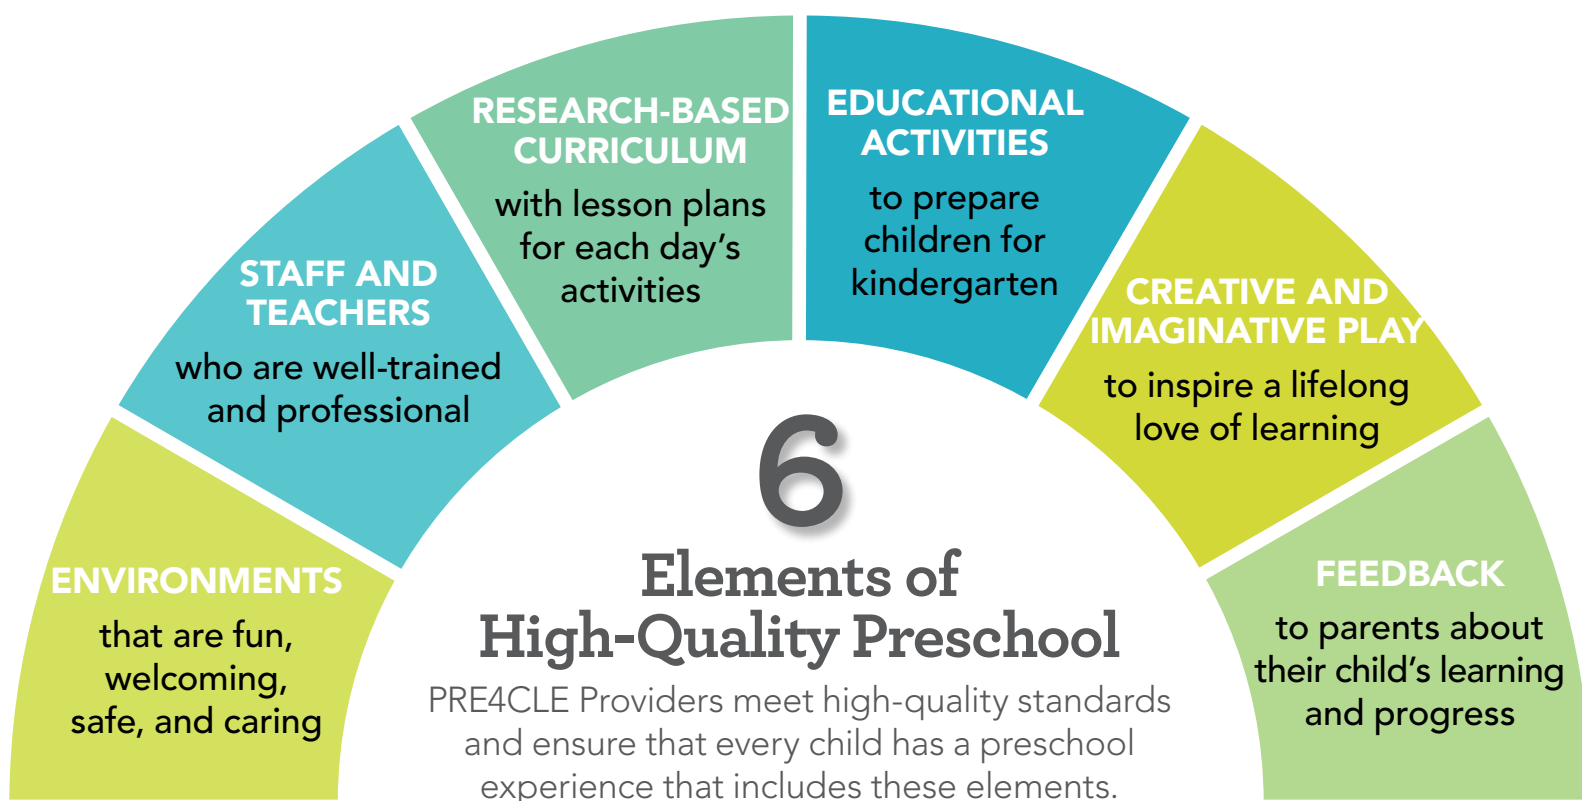 ENVIRONMENTS
that are fun,
welcoming,
safe, and caring
STAFF AND
TEACHERS
who are well-trained
and professional
RESEARCH-BASED
CURRICULUM
with lesson plans
for each day’s
activities
EDUCATIONAL
ACTIVITIES
to prepare
children for
kindergarten
CREATIVE AND
IMAGINATIVE PLAY
to inspire a lifelong
love of learning
FEEDBACK
to parents about
their child’s learning
and progress
6
Elements of
High-Quality Preschool
PRE4CLE Providers meet high-quality standards
and ensure that every child has a preschool
experience that includes these elements.